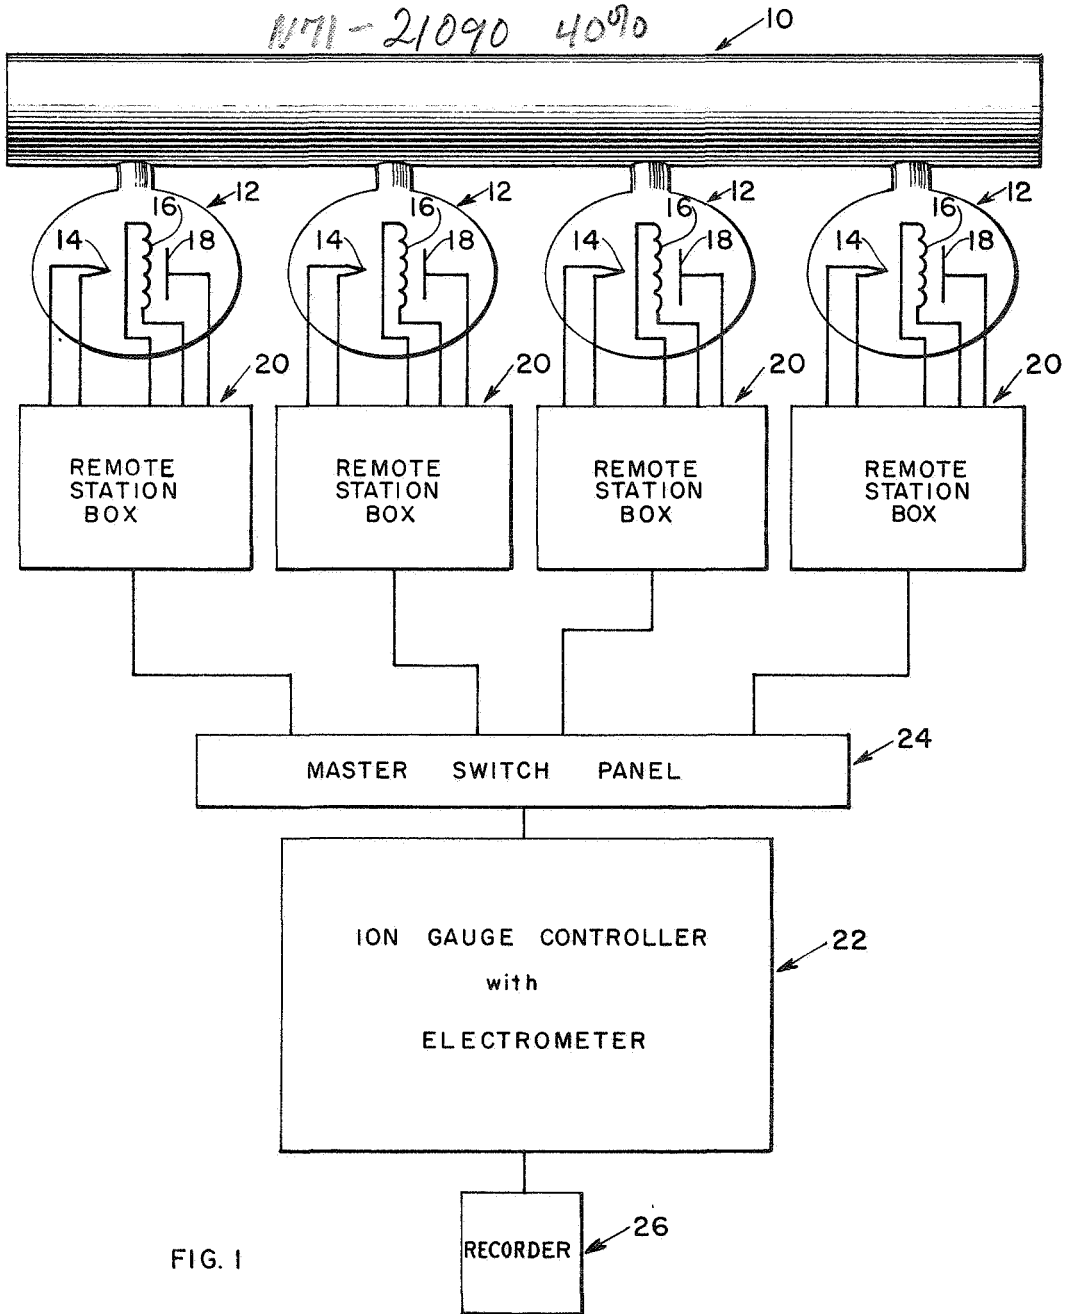 N71-21090 40%
10
12 12 12 12
16 16 16 16
14 18 14 18 14 18 14 18
20 20 20 20
REMOTE STATION BOX
REMOTE STATION BOX
REMOTE STATION BOX
REMOTE STATION BOX
24
MASTER SWITCH PANEL
ION GAUGE CONTROLLER
22
with
ELECTROMETER
26
RECORDER
FIG. 1